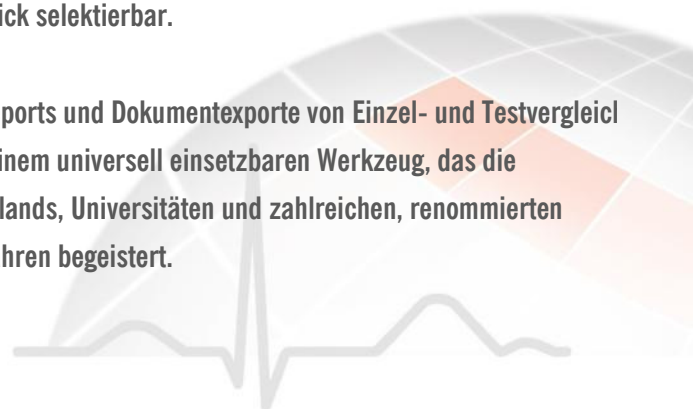 ick selektierbar.
ports und Dokumentexporte von Einzel- und Testvergleicl
inem universell einsetzbaren Werkzeug, das die
lands, Universitäten und zahlreichen, renommierten
hren begeistert.